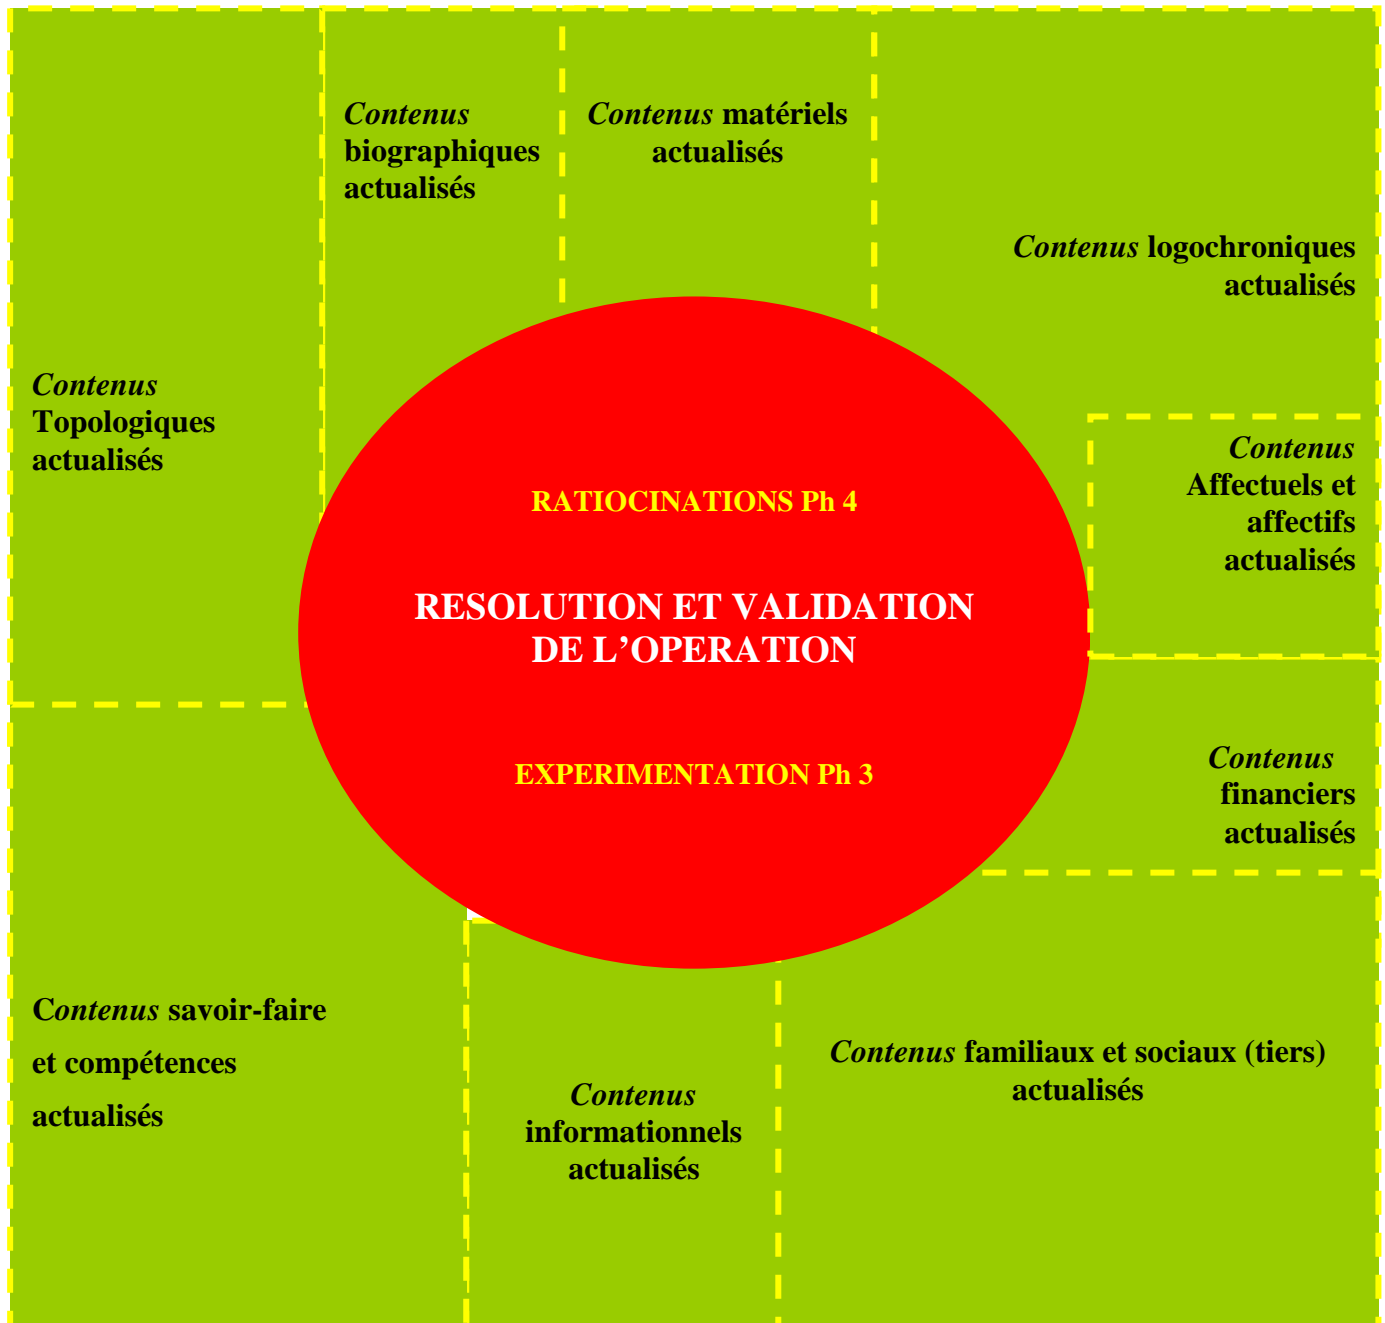 Contenus
biographiques
actualisés
Contenus matériels
actualisés
Contenus logochroniques
actualisés
Contenus
Topologiques
actualisés
Contenus
Affectuels et
affectifs
actualisés
RATIOCINATIONS Ph 4
RESOLUTION ET VALIDATION
DE L’OPERATION
EXPERIMENTATION Ph 3
Contenus
financiers
actualisés
Contenus savoir-faire
et compétences
actualisés
Contenus
informationnels
actualisés
Contenus familiaux et sociaux (tiers)
actualisés